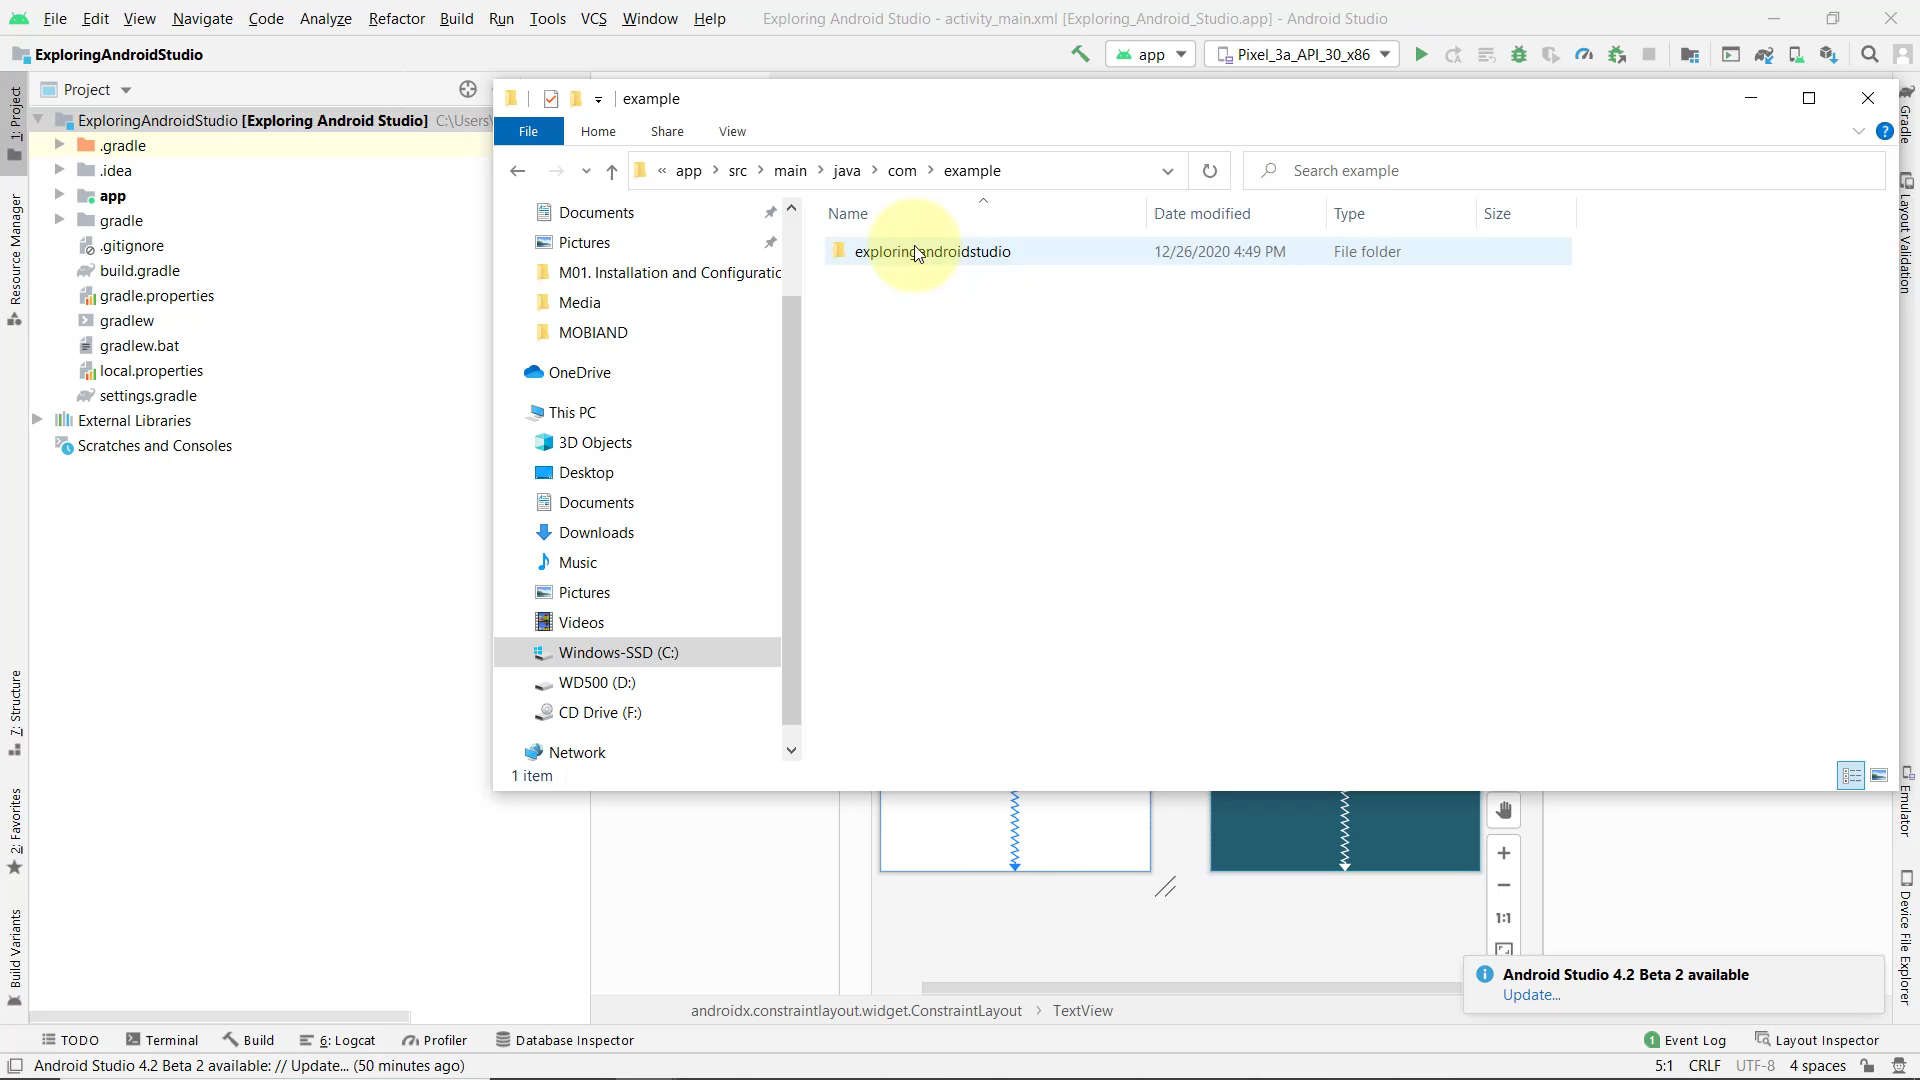 File Edit View Navigate Code Analyze Refactor Build Run Tools VCS Window Help Exploring Android Studio - activity_main.xml [Exploring_Android_Studio.app] - Android Studio
ExploringAndroidStudio app Pixel_3a_API_30_x86
Project
ExploringAndroidStudio [Exploring Android Studio] C:\Users\
.gradle
.idea
app
gradle
.gitignore
build.gradle
gradle.properties
gradlew
gradlew.bat
local.properties
settings.gradle
External Libraries
Scratches and Consoles
1: Project
Resource Manager
7: Structure
2: Favorites
Build Variants
example
File Home Share View
« app > src > main > java > com > example
Search example
Documents
Pictures
M01. Installation and Configuratic
Media
MOBIAND
OneDrive
This PC
3D Objects
Desktop
Documents
Downloads
Music
Pictures
Videos
Windows-SSD (C:)
WD500 (D:)
CD Drive (F:)
Network
1 item
Name Date modified Type Size
exploringandroidstudio 12/26/2020 4:49 PM File folder
Gradle
Layout Validation
Emulator
Device File Explorer
1:1
Android Studio 4.2 Beta 2 available
Update...
androidx.constraintlayout.widget.ConstraintLayout > TextView
TODO Terminal Build 6: Logcat Profiler Database Inspector 1 Event Log Layout Inspector
Android Studio 4.2 Beta 2 available: // Update... (50 minutes ago) 5:1 CRLF UTF-8 4 spaces